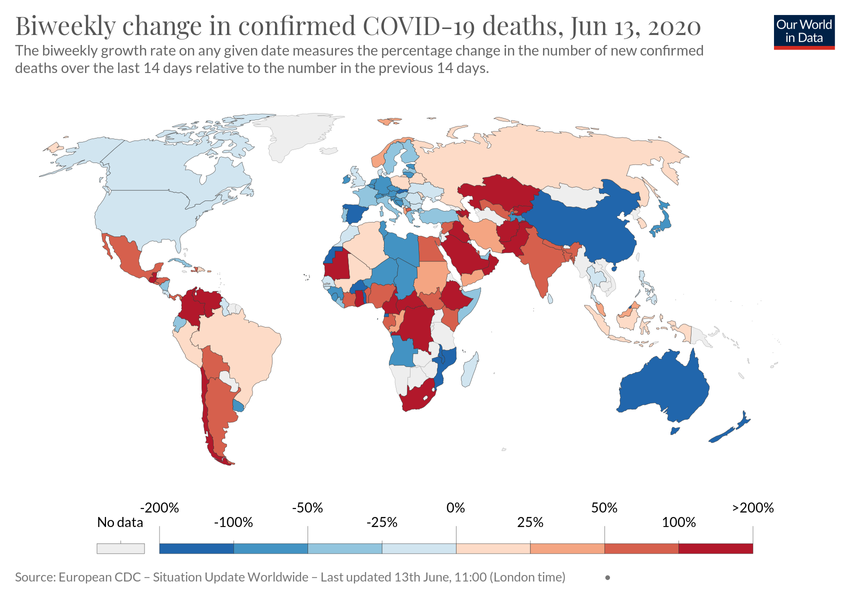 Biweekly change in confirmed COVID-19 deaths, Jun 13, 2020
Our World
in Data
The biweekly growth rate on any given date measures the percentage change in the number of new confirmed
deaths over the last 14 days relative to the number in the previous 14 days.
-200% -50% 0% 50% >200%
No data -100% -25% 25% 100%
Source: European CDC – Situation Update Worldwide – Last updated 13th June, 11:00 (London time) •